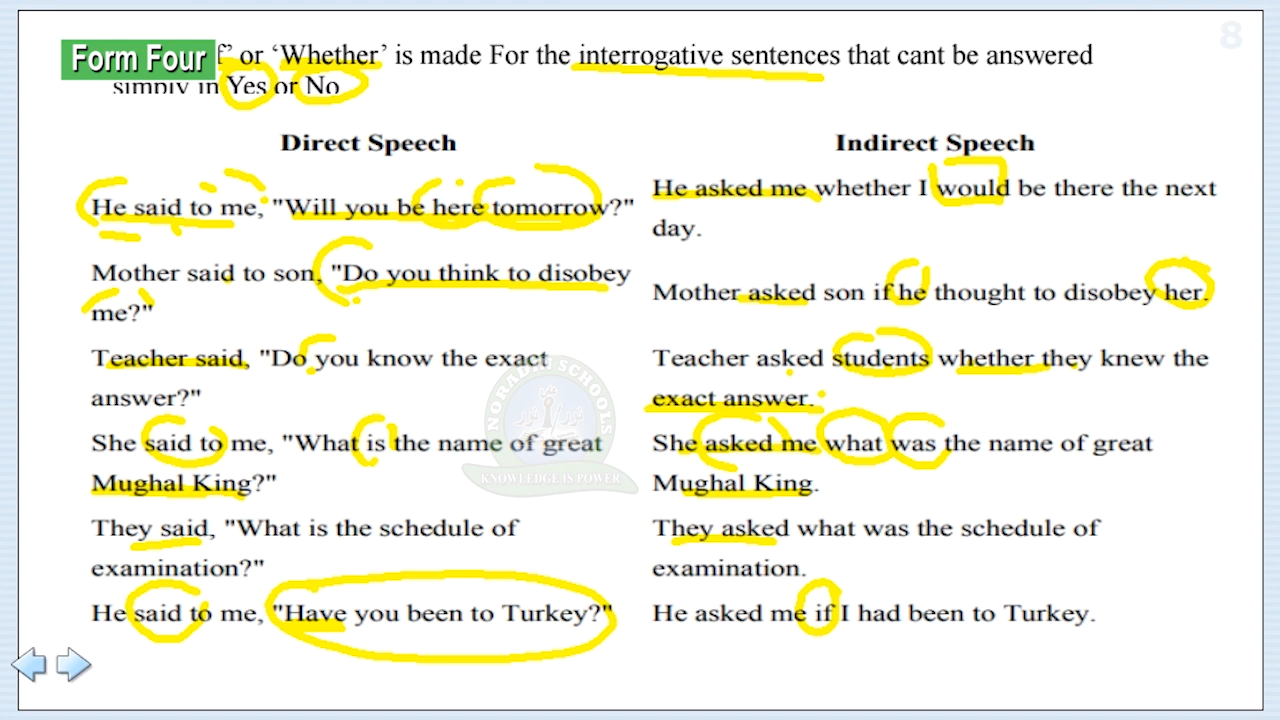 8
Form Four
f’ or ‘Whether’ is made For the interrogative sentences that cant be answered
simply in Yes or No
Direct Speech
Indirect Speech
He said to me, "Will you be here tomorrow?"
He asked me whether I would be there the next
day.
Mother said to son, "Do you think to disobey
me?"
Mother asked son if he thought to disobey her.
Teacher said, "Do you know the exact
answer?"
Teacher asked students whether they knew the
exact answer.
She said to me, "What is the name of great
Mughal King?"
She asked me what was the name of great
Mughal King.
They said, "What is the schedule of
examination?"
They asked what was the schedule of
examination.
He said to me, "Have you been to Turkey?"
He asked me if I had been to Turkey.
NORADIN SCHOOLS
KNOWLEDGE IS POWER